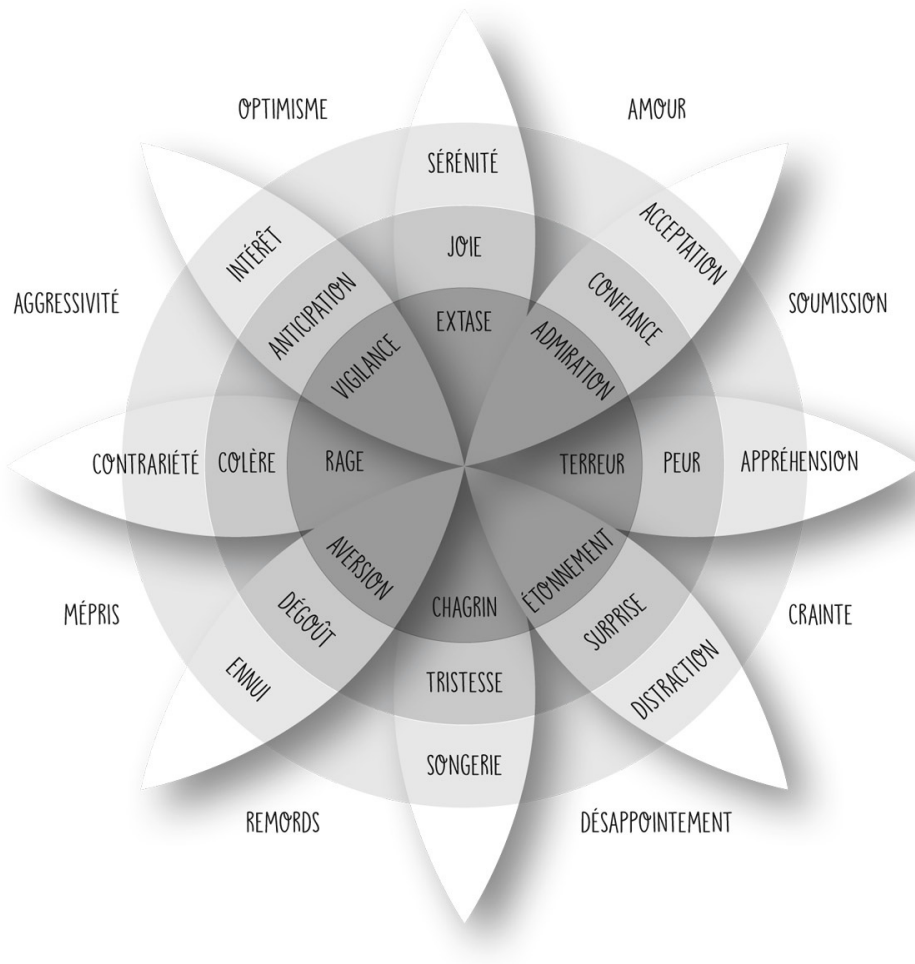 OPTIMISME
AMOUR
SÉRÉNITÉ
ACCEPTATION
INTÉRÊT
JOIE
CONFIANCE
ANTICIPATION
AGGRESSIVITÉ
SOUMISSION
EXTASE
ADMIRATION
VIGILANCE
CONTRARIÉTÉ
COLÈRE
RAGE
TERREUR
PEUR
APPRÉHENSION
AVERSION
ÉTONNEMENT
CHAGRIN
MÉPRIS
DÉGOÛT
SURPRISE
CRAINTE
ENNUI
TRISTESSE
DISTRACTION
SONGERIE
REMORDS
DÉSAPPOINTEMENT